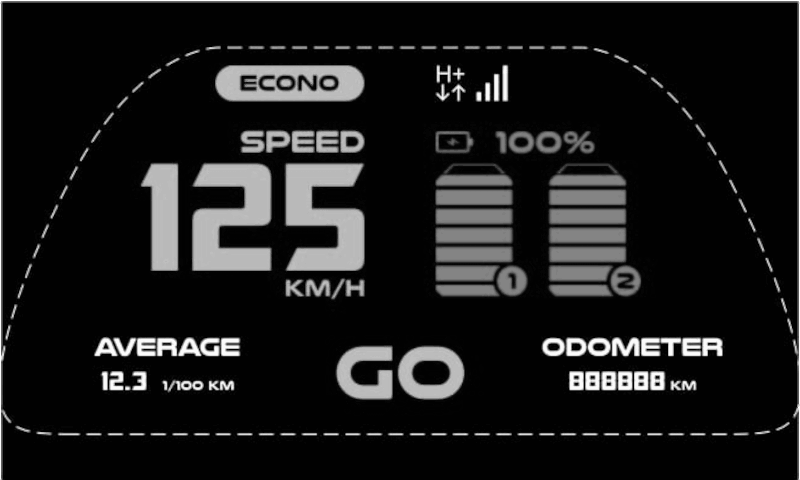 ECONO
H+
SPEED
125
KM/H
100%
1
2
AVERAGE
12.3 1/100 KM
GO
ODOMETER
888888 KM